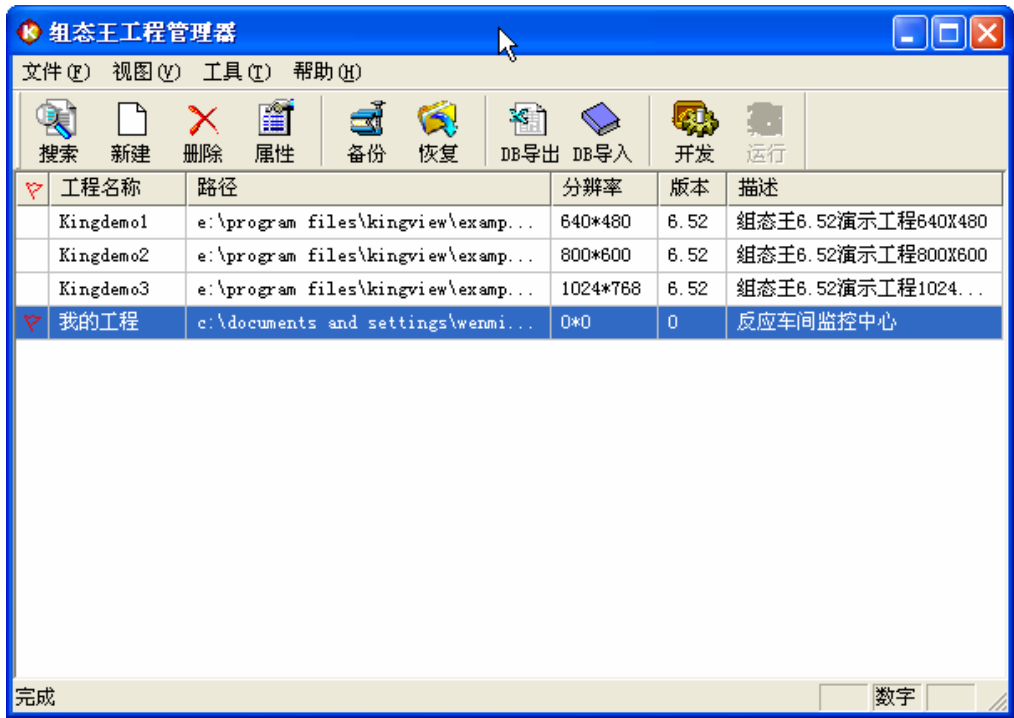 组态王工程管理器
文件(F) 视图(V) 工具(T) 帮助(H)
搜索 新建 删除 属性 备份 恢复 DB导出 DB导入 开发 运行
工程名称 路径 分辨率 版本 描述
Kingdemo1 e:\program files\kingview\examp... 640*480 6.52 组态王6.52演示工程640X480
Kingdemo2 e:\program files\kingview\examp... 800*600 6.52 组态王6.52演示工程800X600
Kingdemo3 e:\program files\kingview\examp... 1024*768 6.52 组态王6.52演示工程1024...
我的工程 c:\documents and settings\wenmi... 0*0 0 反应车间监控中心
完成 数字